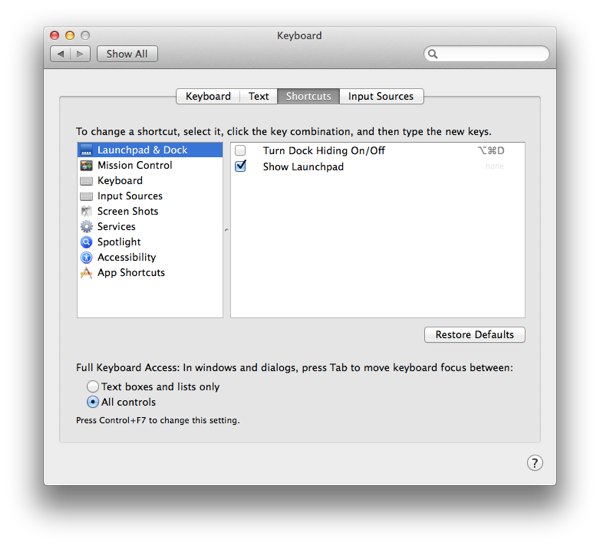 Keyboard
Show All
Keyboard Text Shortcuts Input Sources
To change a shortcut, select it, click the key combination, and then type the new keys.
Launchpad & Dock
Mission Control
Keyboard
Input Sources
Screen Shots
Services
Spotlight
Accessibility
App Shortcuts
Turn Dock Hiding On/Off ⌥⌘D
Show Launchpad none
Restore Defaults
Full Keyboard Access: In windows and dialogs, press Tab to move keyboard focus between:
Text boxes and lists only
All controls
Press Control+F7 to change this setting.
?